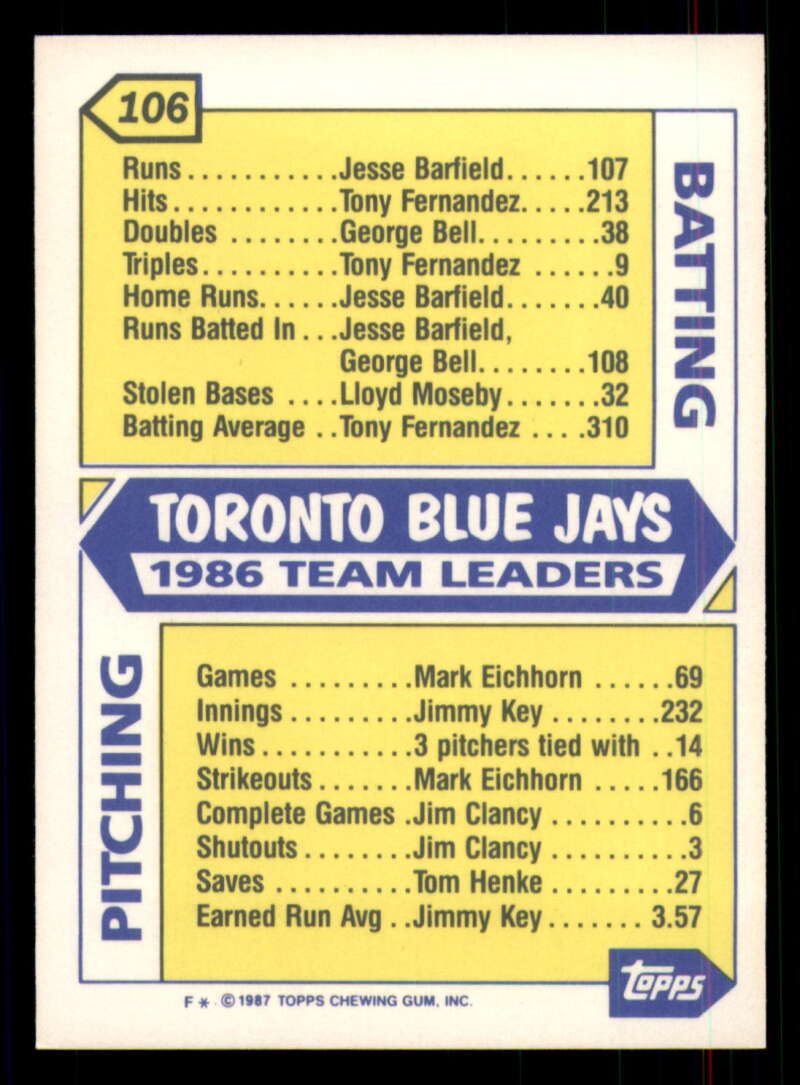 106
Runs...........Jesse Barfield......107
Hits............Tony Fernandez.....213
Doubles ........George Bell.........38
Triples..........Tony Fernandez ......9
Home Runs......Jesse Barfield.......40
Runs Batted In ...Jesse Barfield,
George Bell........108
Stolen Bases ....Lloyd Moseby.......32
Batting Average ..Tony Fernandez ....310
BATTING
TORONTO BLUE JAYS
1986 TEAM LEADERS
PITCHING
Games .........Mark Eichhorn ......69
Innings.........Jimmy Key ........232
Wins ...........3 pitchers tied with ..14
Strikeouts.......Mark Eichhorn .....166
Complete Games .Jim Clancy ..........6
Shutouts........Jim Clancy ..........3
Saves ..........Tom Henke .........27
Earned Run Avg ..Jimmy Key.......3.57
topps
F * © 1987 TOPPS CHEWING GUM, INC.